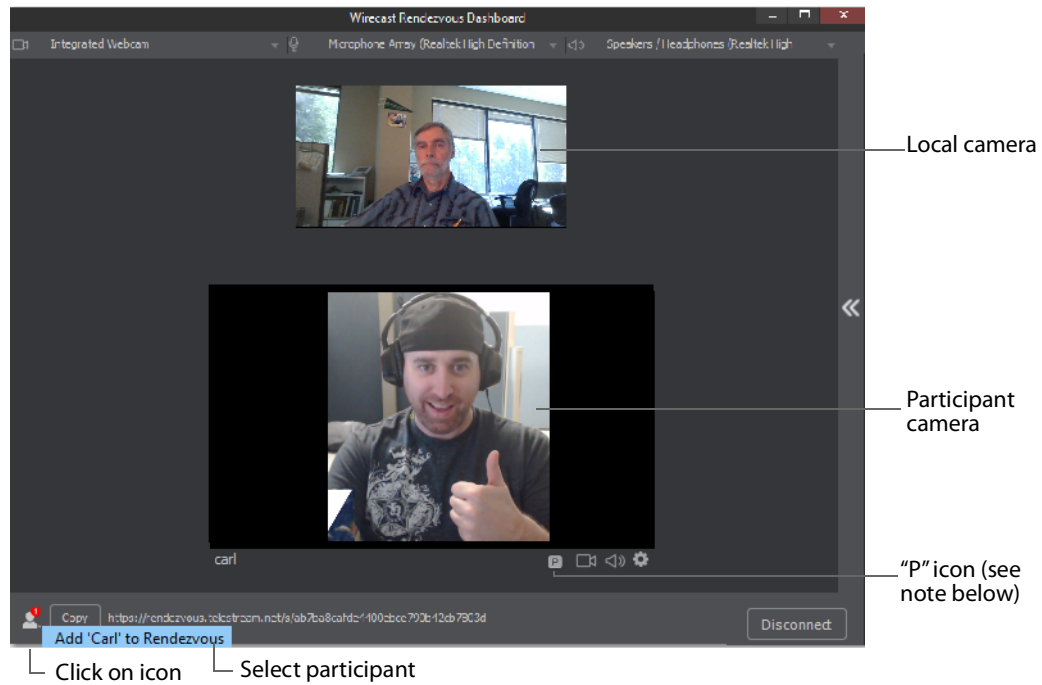 Wirecast Rendezvous Dashboard
Integrated Webcam
Microphone Array (Realtek High Definition
Speakers / Headphones (Realtek High
Local camera
Participant
camera
carl
P
“P” icon (see
note below)
1
Copy
Disconnect
Add 'Carl' to Rendezvous
Click on icon
Select participant